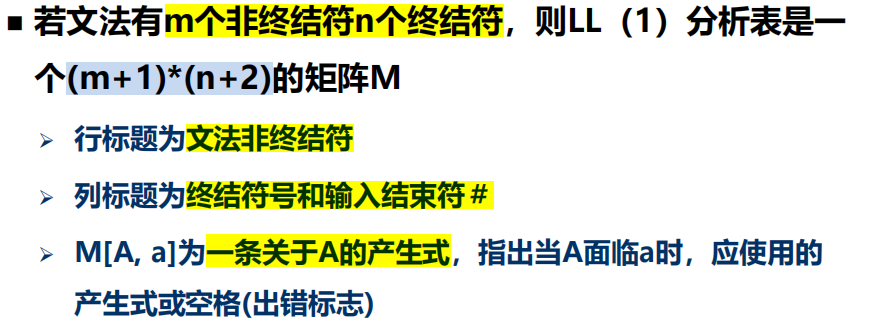 ■ 若文法有m个非终结符n个终结符，则LL（1）分析表是一
个(m+1)*(n+2)的矩阵M
➢ 行标题为文法非终结符
➢ 列标题为终结符号和输入结束符＃
➢ M[A, a]为一条关于A的产生式，指出当A面临a时，应使用的
产生式或空格(出错标志)